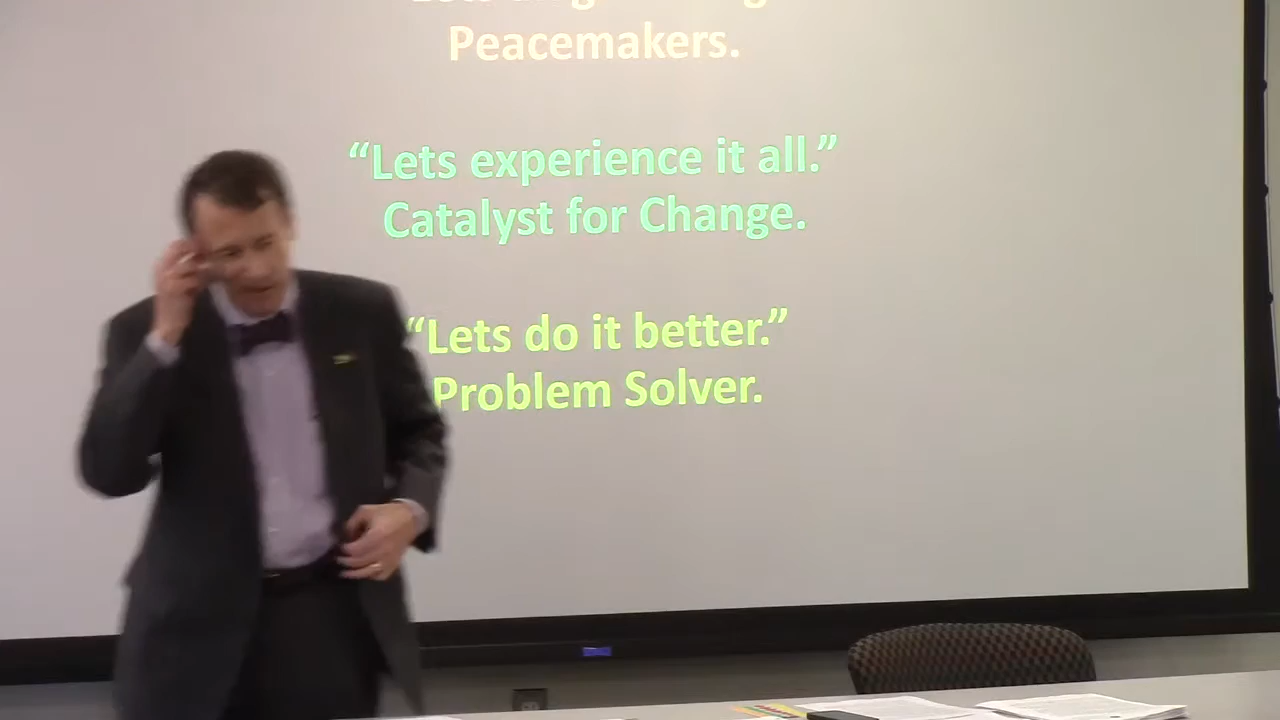 Peacemakers.
“Lets experience it all.”
Catalyst for Change.
“Lets do it better.”
Problem Solver.